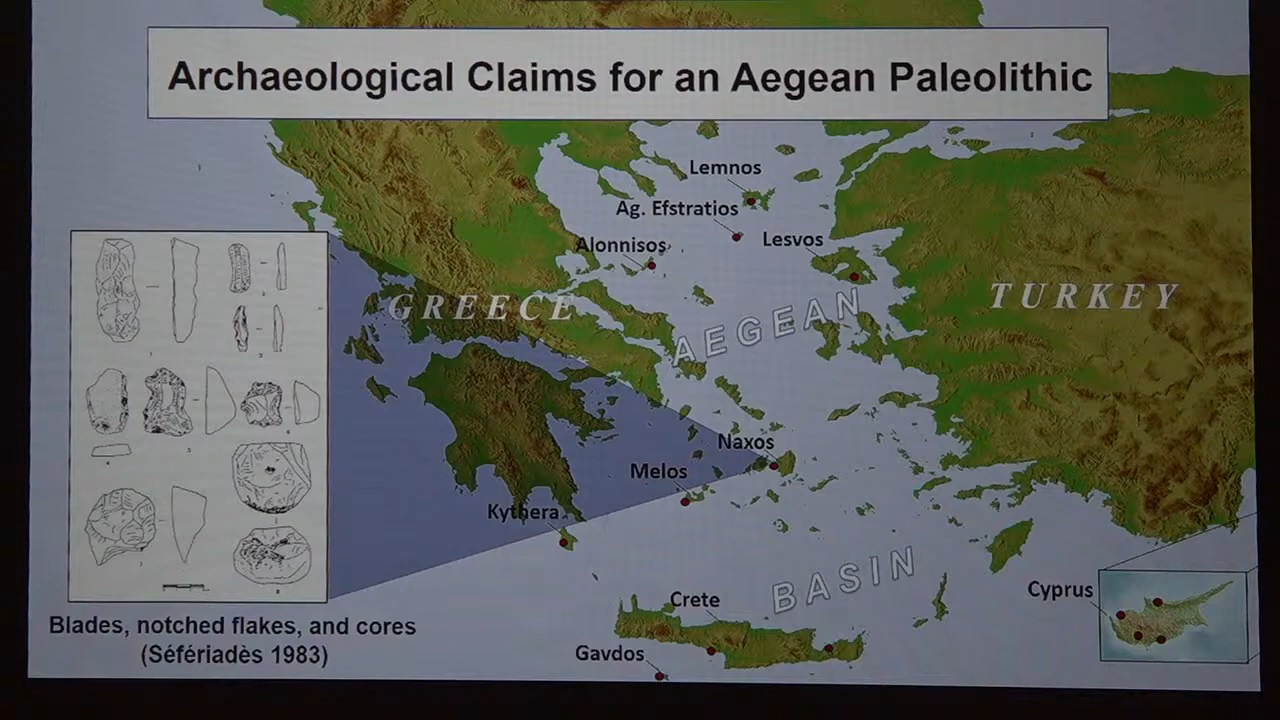 Archaeological Claims for an Aegean Paleolithic
Lemnos
Ag. Efstratios
Alonnisos
Lesvos
GREECE
AEGEAN
TURKEY
Naxos
Melos
Kythera
BASIN
Crete
Cyprus
Gavdos
Blades, notched flakes, and cores
(Séfériadès 1983)